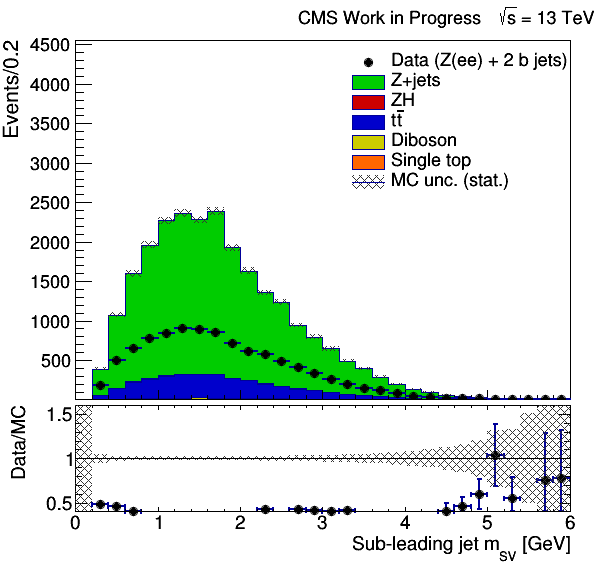 CMS Work in Progress √s = 13 TeV
Events/0.2
4500
4000
3500
3000
2500
2000
1500
1000
500
Data (Z(ee) + 2 b jets)
Z+jets
ZH
tt̅
Diboson
Single top
MC unc. (stat.)
Data/MC
1.5
1
0.5
0 1 2 3 4 5 6
Sub-leading jet m_SV [GeV]